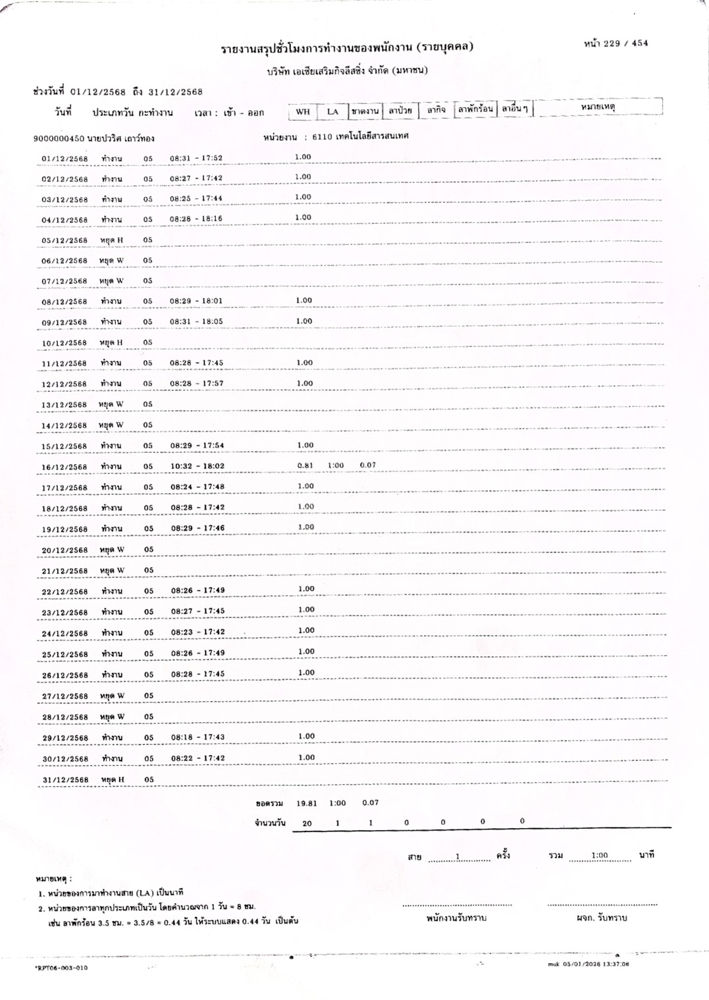 หน้า 229 / 454
รายงานสรุปชั่วโมงการทำงานของพนักงาน (รายบุคคล)
บริษัท เอเซียเสริมกิจลีสซิ่ง จำกัด (มหาชน)
ช่วงวันที่ 01/12/2568 ถึง 31/12/2568
วันที่ ประเภทวัน กะทำงาน เวลา : เข้า - ออก WH LA ขาดงาน ลาป่วย ลากิจ ลาพักร้อน ลาอื่นๆ หมายเหตุ
9000000450 นายปวริศ เถาว์ทอง หน่วยงาน : 6110 เทคโนโลยีสารสนเทศ
01/12/2568 ทำงาน 05 08:31 - 17:52 1.00
02/12/2568 ทำงาน 05 08:27 - 17:42 1.00
03/12/2568 ทำงาน 05 08:25 - 17:44 1.00
04/12/2568 ทำงาน 05 08:28 - 18:16 1.00
05/12/2568 หยุด H 05
06/12/2568 หยุด W 05
07/12/2568 หยุด W 05
08/12/2568 ทำงาน 05 08:29 - 18:01 1.00
09/12/2568 ทำงาน 05 08:31 - 18:05 1.00
10/12/2568 หยุด H 05
11/12/2568 ทำงาน 05 08:28 - 17:45 1.00
12/12/2568 ทำงาน 05 08:28 - 17:57 1.00
13/12/2568 หยุด W 05
14/12/2568 หยุด W 05
15/12/2568 ทำงาน 05 08:29 - 17:54 1.00
16/12/2568 ทำงาน 05 10:32 - 18:02 0.81 1:00 0.07
17/12/2568 ทำงาน 05 08:24 - 17:48 1.00
18/12/2568 ทำงาน 05 08:28 - 17:42 1.00
19/12/2568 ทำงาน 05 08:29 - 17:46 1.00
20/12/2568 หยุด W 05
21/12/2568 หยุด W 05
22/12/2568 ทำงาน 05 08:26 - 17:49 1.00
23/12/2568 ทำงาน 05 08:27 - 17:45 1.00
24/12/2568 ทำงาน 05 08:23 - 17:42 1.00
25/12/2568 ทำงาน 05 08:26 - 17:49 1.00
26/12/2568 ทำงาน 05 08:28 - 17:45 1.00
27/12/2568 หยุด W 05
28/12/2568 หยุด W 05
29/12/2568 ทำงาน 05 08:18 - 17:43 1.00
30/12/2568 ทำงาน 05 08:22 - 17:42 1.00
31/12/2568 หยุด H 05
ยอดรวม 19.81 1:00 0.07
จำนวนวัน 20 1 1 0 0 0 0
สาย 1 ครั้ง รวม 1:00 นาที
หมายเหตุ :
1. หน่วยของการมาทำงานสาย (LA) เป็นนาที
2. หน่วยของการลาทุกประเภทเป็นวัน โดยคำนวณจาก 1 วัน = 8 ชม.
เช่น ลาพักร้อน 3.5 ชม. = 3.5/8 = 0.44 วัน ให้ระบบแสดง 0.44 วัน เป็นต้น
พนักงานรับทราบ ผจก. รับทราบ
*RPT06-003-010 muk 05/01/2026 13:37:06